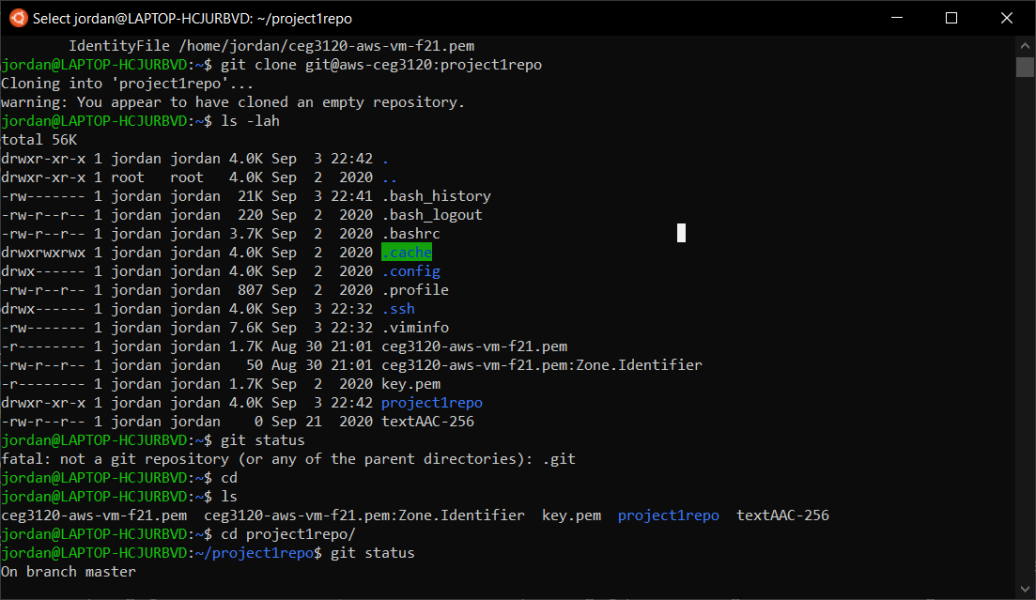 Select jordan@LAPTOP-HCJURBVD: ~/project1repo
IdentityFile /home/jordan/ceg3120-aws-vm-f21.pem
jordan@LAPTOP-HCJURBVD:~$ git clone git@aws-ceg3120:project1repo
Cloning into 'project1repo'...
warning: You appear to have cloned an empty repository.
jordan@LAPTOP-HCJURBVD:~$ ls -lah
total 56K
drwxr-xr-x 1 jordan jordan 4.0K Sep  3 22:42 .
drwxr-xr-x 1 root   root   4.0K Sep  2  2020 ..
-rw------- 1 jordan jordan  21K Sep  3 22:41 .bash_history
-rw-r--r-- 1 jordan jordan  220 Sep  2  2020 .bash_logout
-rw-r--r-- 1 jordan jordan 3.7K Sep  2  2020 .bashrc
drwxrwxrwx 1 jordan jordan 4.0K Sep  2  2020 .cache
drwx------ 1 jordan jordan 4.0K Sep  2  2020 .config
-rw-r--r-- 1 jordan jordan  807 Sep  2  2020 .profile
drwx------ 1 jordan jordan 4.0K Sep  3 22:32 .ssh
-rw------- 1 jordan jordan 7.6K Sep  3 22:32 .viminfo
-r-------- 1 jordan jordan 1.7K Aug 30 21:01 ceg3120-aws-vm-f21.pem
-rw-r--r-- 1 jordan jordan   50 Aug 30 21:01 ceg3120-aws-vm-f21.pem:Zone.Identifier
-r-------- 1 jordan jordan 1.7K Sep  2  2020 key.pem
drwxr-xr-x 1 jordan jordan 4.0K Sep  3 22:42 project1repo
-rw-r--r-- 1 jordan jordan    0 Sep 21  2020 textAAC-256
jordan@LAPTOP-HCJURBVD:~$ git status
fatal: not a git repository (or any of the parent directories): .git
jordan@LAPTOP-HCJURBVD:~$ cd
jordan@LAPTOP-HCJURBVD:~$ ls
ceg3120-aws-vm-f21.pem  ceg3120-aws-vm-f21.pem:Zone.Identifier  key.pem  project1repo  textAAC-256
jordan@LAPTOP-HCJURBVD:~$ cd project1repo/
jordan@LAPTOP-HCJURBVD:~/project1repo$ git status
On branch master